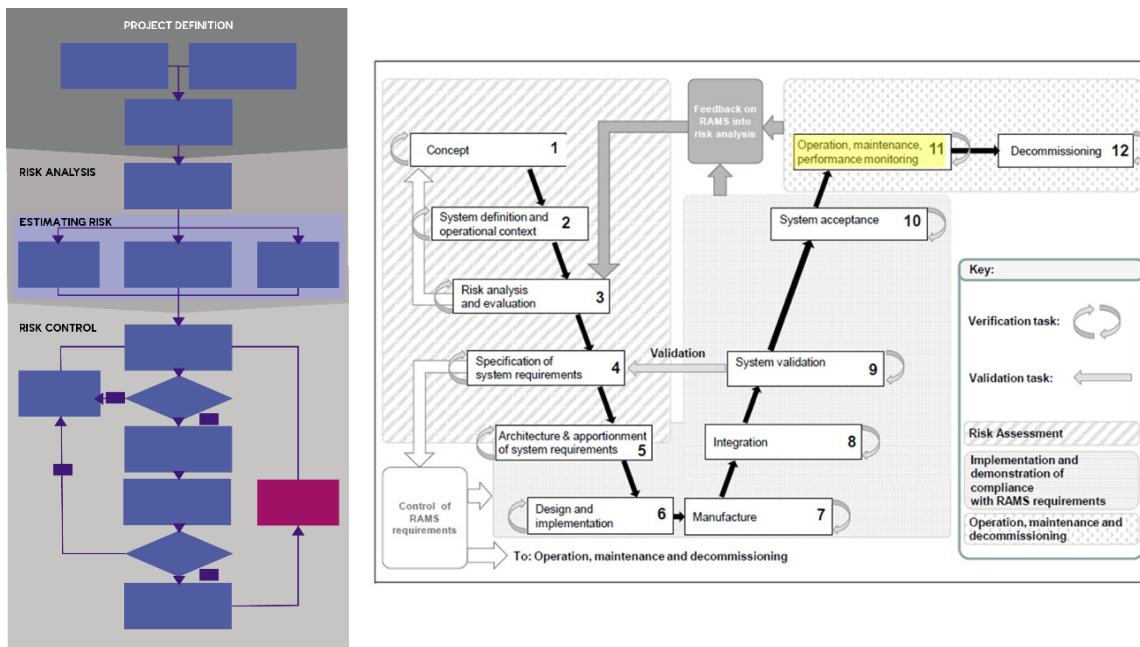 PROJECT DEFINITION
RISK ANALYSIS
ESTIMATING RISK
RISK CONTROL
Feedback on
RAMS into
risk analysis
Concept 1
System definition and
operational context 2
Risk analysis
and evaluation 3
Specification of
system requirements 4
Architecture & apportionment
of system requirements 5
Design and
implementation 6
Manufacture 7
Integration 8
System validation 9
System acceptance 10
Operation, maintenance,
performance monitoring 11
Decommissioning 12
Validation
Control of
RAMS
requirements
To: Operation, maintenance and decommissioning
Key:
Verification task:
Validation task:
Risk Assessment
Implementation and
demonstration of
compliance
with RAMS requirements
Operation, maintenance and
decommissioning